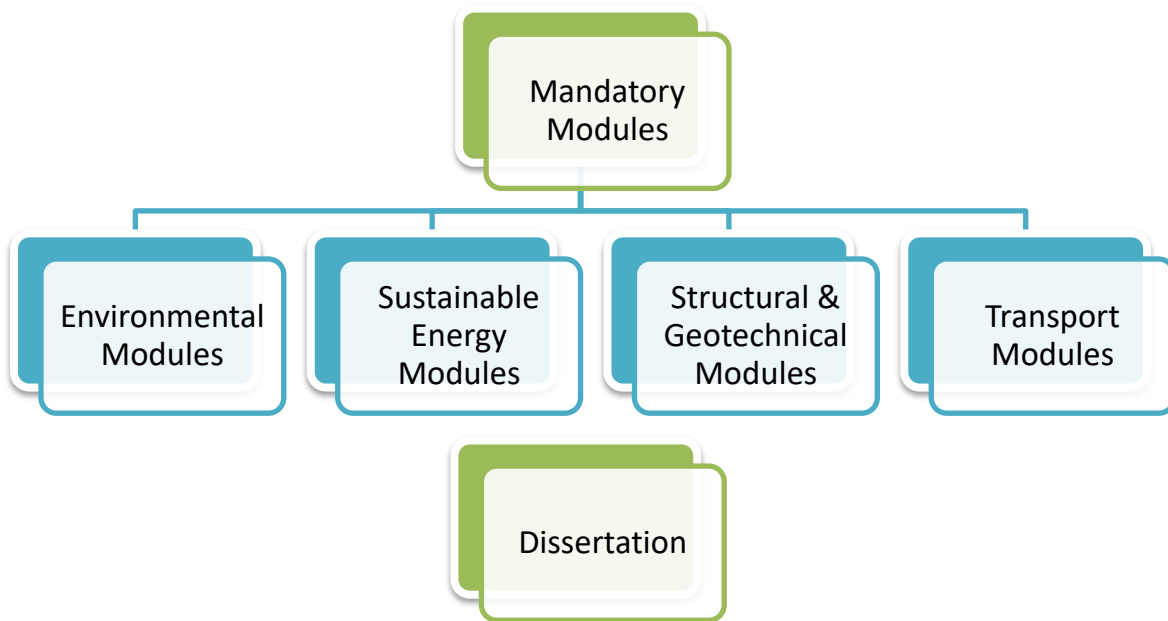 Mandatory
Modules
Environmental
Modules
Sustainable
Energy
Modules
Structural &
Geotechnical
Modules
Transport
Modules
Dissertation